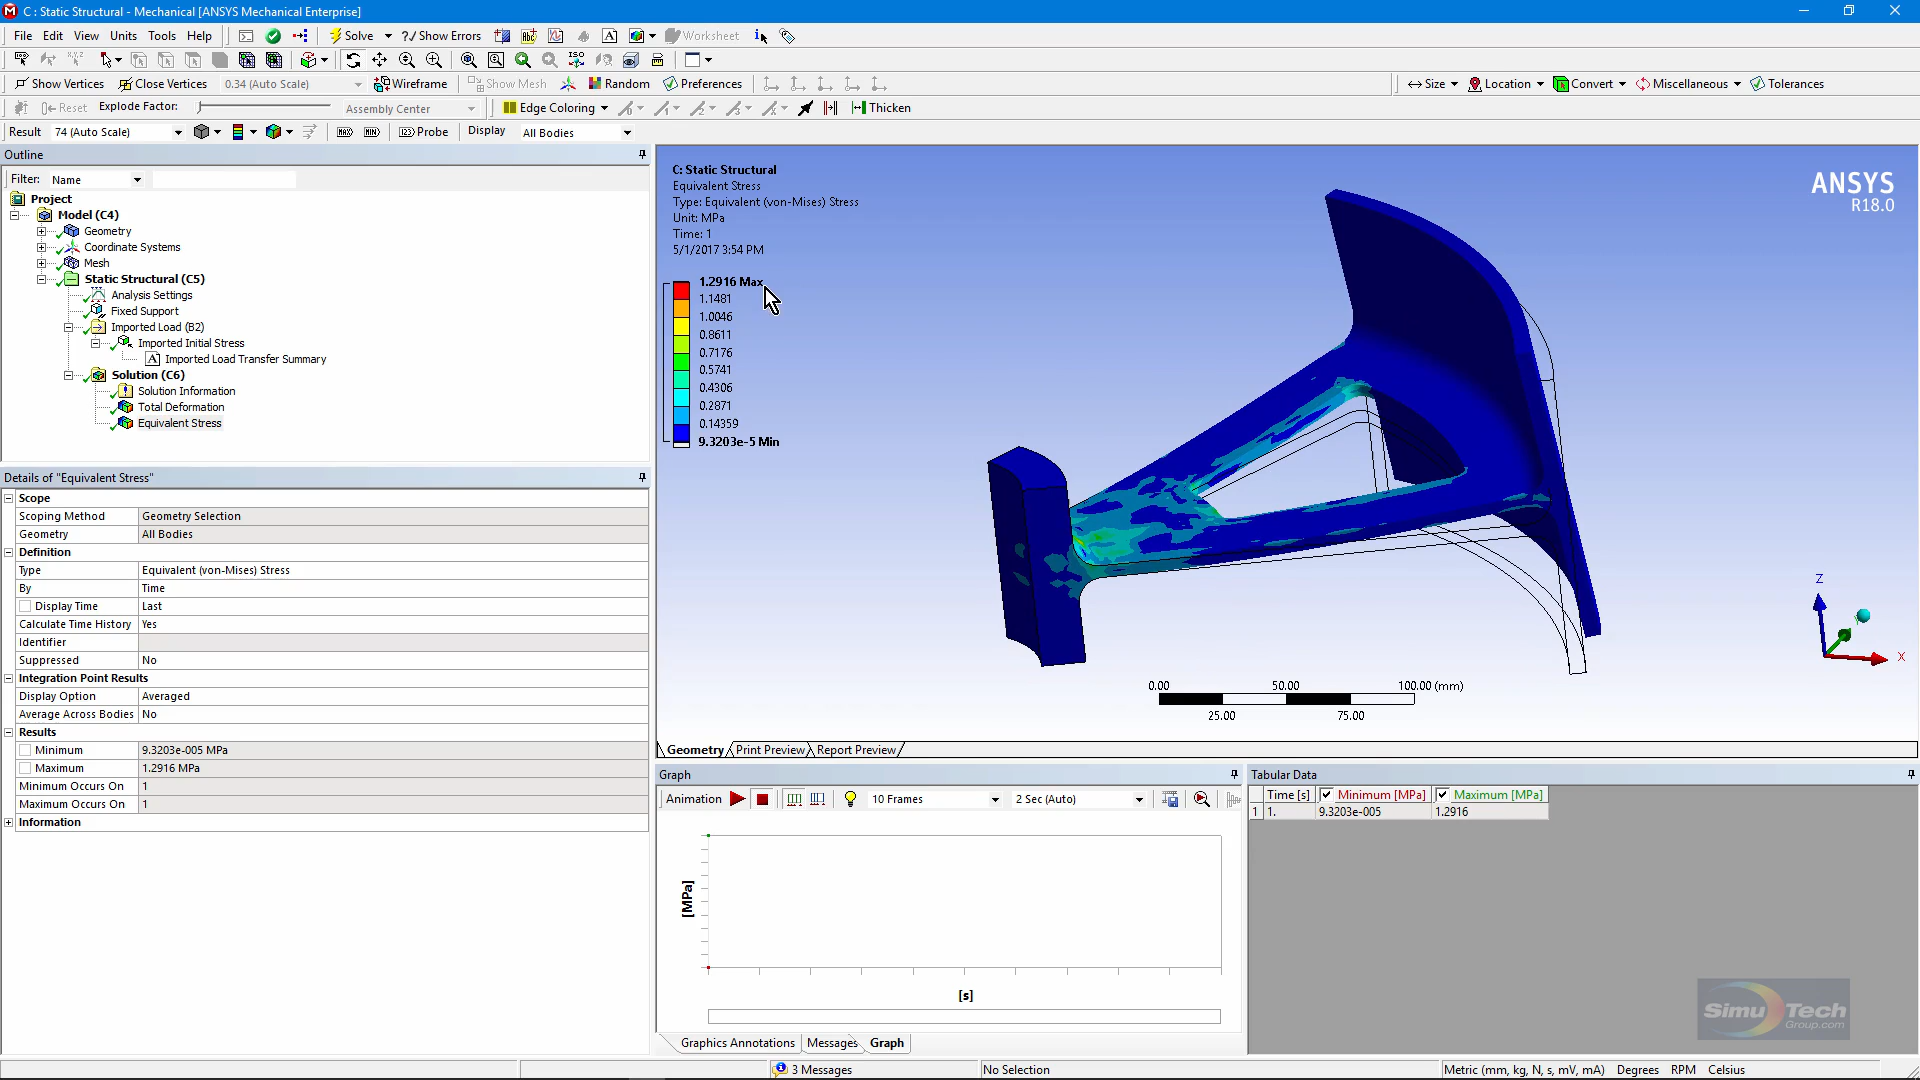 C : Static Structural - Mechanical [ANSYS Mechanical Enterprise]
File Edit View Units Tools Help Solve ?/ Show Errors Worksheet
Show Vertices Close Vertices 0.34 (Auto Scale) Wireframe Show Mesh Random Preferences Size Location Convert Miscellaneous Tolerances
Reset Explode Factor: Assembly Center Edge Coloring Thicken
Result 74 (Auto Scale) MAX MIN Probe Display All Bodies
Outline
Filter: Name
Project
Model (C4)
Geometry
Coordinate Systems
Mesh
Static Structural (C5)
Analysis Settings
Fixed Support
Imported Load (B2)
Imported Initial Stress
Imported Load Transfer Summary
Solution (C6)
Solution Information
Total Deformation
Equivalent Stress
Details of "Equivalent Stress"
Scope
Scoping Method Geometry Selection
Geometry All Bodies
Definition
Type Equivalent (von-Mises) Stress
By Time
Display Time Last
Calculate Time History Yes
Identifier
Suppressed No
Integration Point Results
Display Option Averaged
Average Across Bodies No
Results
Minimum 9.3203e-005 MPa
Maximum 1.2916 MPa
Minimum Occurs On 1
Maximum Occurs On 1
Information
C: Static Structural
Equivalent Stress
Type: Equivalent (von-Mises) Stress
Unit: MPa
Time: 1
5/1/2017 3:54 PM
1.2916 Max
1.1481
1.0046
0.8611
0.7176
0.5741
0.4306
0.2871
0.14359
9.3203e-5 Min
ANSYS
R18.0
Z
X
0.00 50.00 100.00 (mm)
25.00 75.00
Geometry Print Preview Report Preview
Graph
Animation 10 Frames 2 Sec (Auto)
[MPa]
[s]
Graphics Annotations Messages Graph
Tabular Data
Time [s] Minimum [MPa] Maximum [MPa]
1 1. 9.3203e-005 1.2916
SimuTech
Group.com
3 Messages No Selection Metric (mm, kg, N, s, mV, mA) Degrees RPM Celsius